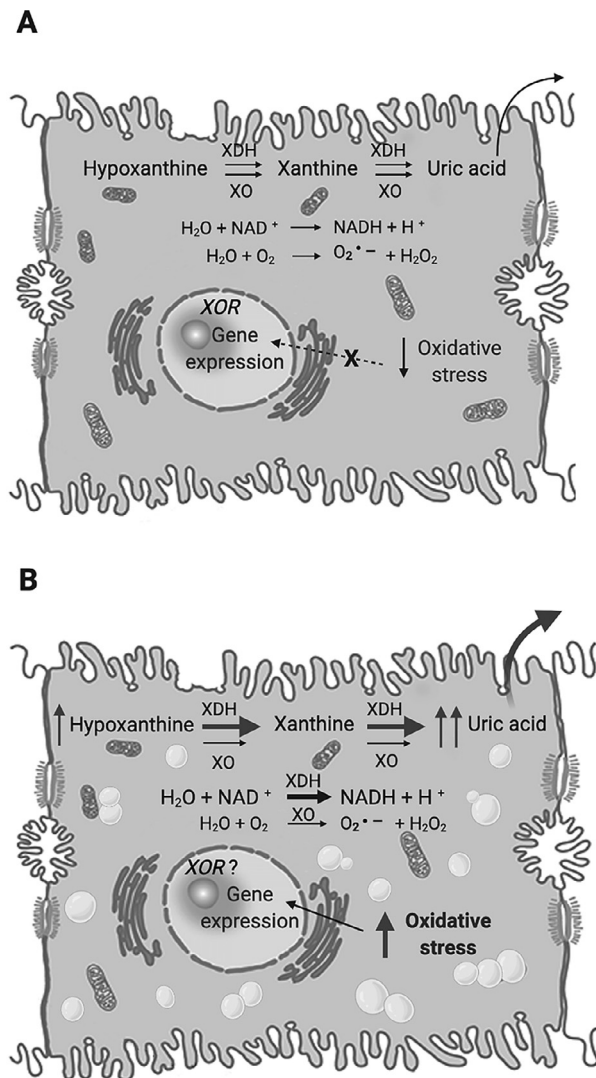 A
XDH XDH
Hypoxanthine Xanthine Uric acid
XO XO
H₂O + NAD⁺ → NADH + H⁺
H₂O + O₂ → O₂•− + H₂O₂
XOR
Gene
expression
X
↓ Oxidative
stress
B
XDH XDH
↑ Hypoxanthine Xanthine ↑↑ Uric acid
XO XO
XDH
H₂O + NAD⁺ → NADH + H⁺
XO
H₂O + O₂ → O₂•− + H₂O₂
XOR ?
Gene
expression
↑ Oxidative
stress